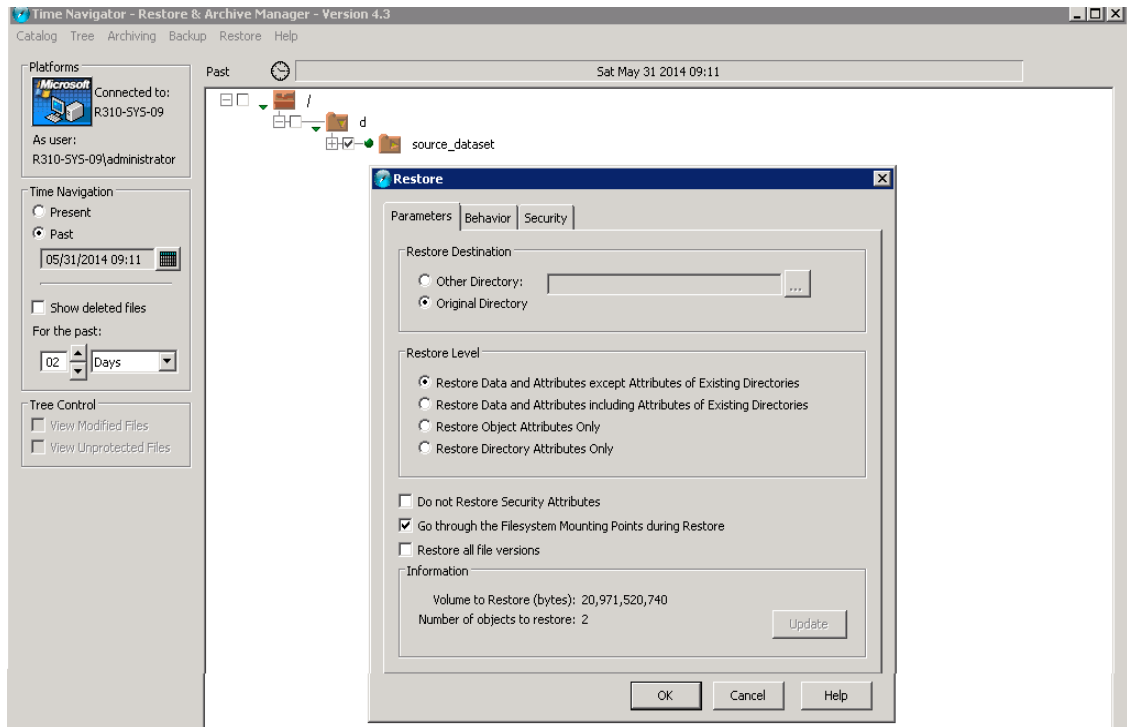 Time Navigator - Restore & Archive Manager - Version 4.3
Catalog Tree Archiving Backup Restore Help
Platforms
Microsoft
Connected to:
R310-SYS-09
As user:
R310-SYS-09\administrator
Past
Sat May 31 2014 09:11
/
d
source_dataset
Time Navigation
Present
Past
05/31/2014 09:11
Show deleted files
For the past:
02 Days
Tree Control
View Modified Files
View Unprotected Files
Restore
Parameters Behavior Security
Restore Destination
Other Directory:
...
Original Directory
Restore Level
Restore Data and Attributes except Attributes of Existing Directories
Restore Data and Attributes including Attributes of Existing Directories
Restore Object Attributes Only
Restore Directory Attributes Only
Do not Restore Security Attributes
Go through the Filesystem Mounting Points during Restore
Restore all file versions
Information
Volume to Restore (bytes): 20,971,520,740
Number of objects to restore: 2
Update
OK Cancel Help